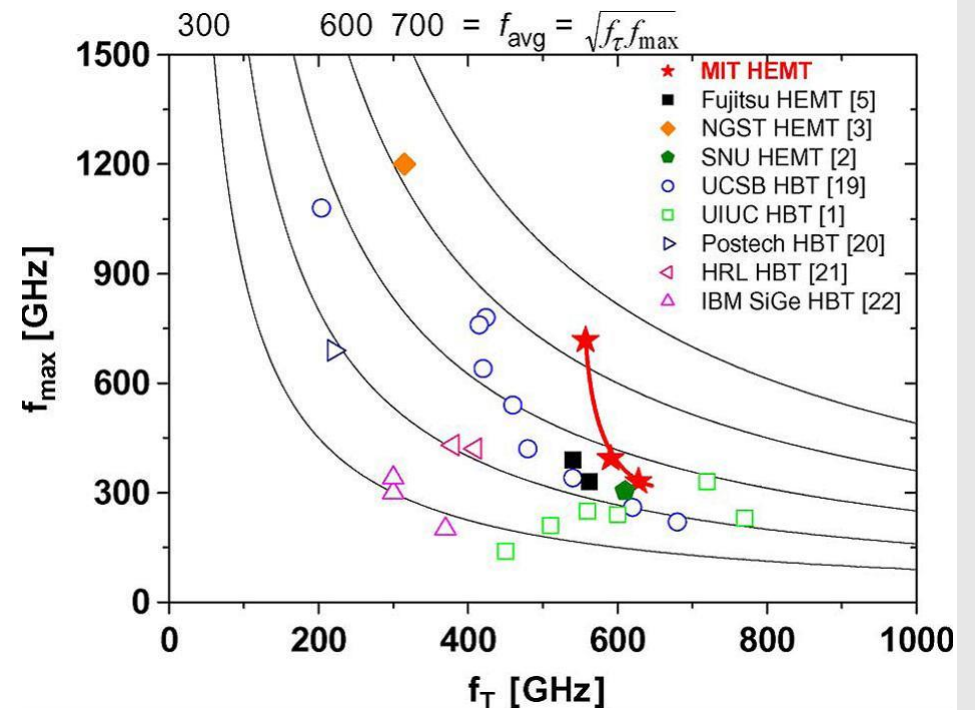 300 600 700 = favg = √fτfmax
1500
1200
900
600
300
0
fmax [GHz]
MIT HEMT
Fujitsu HEMT [5]
NGST HEMT [3]
SNU HEMT [2]
UCSB HBT [19]
UIUC HBT [1]
Postech HBT [20]
HRL HBT [21]
IBM SiGe HBT [22]
0 200 400 600 800 1000
fT [GHz]